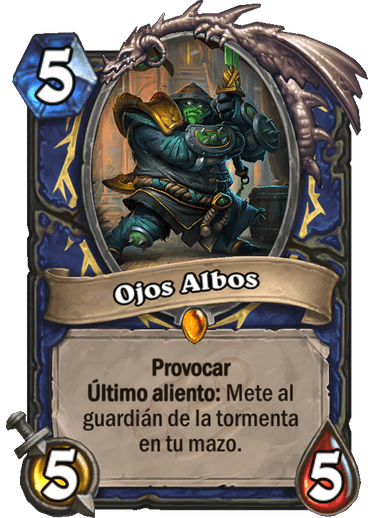 5
Ojos Albos
Provocar
Último aliento: Mete al
guardián de la tormenta
en tu mazo.
5
5